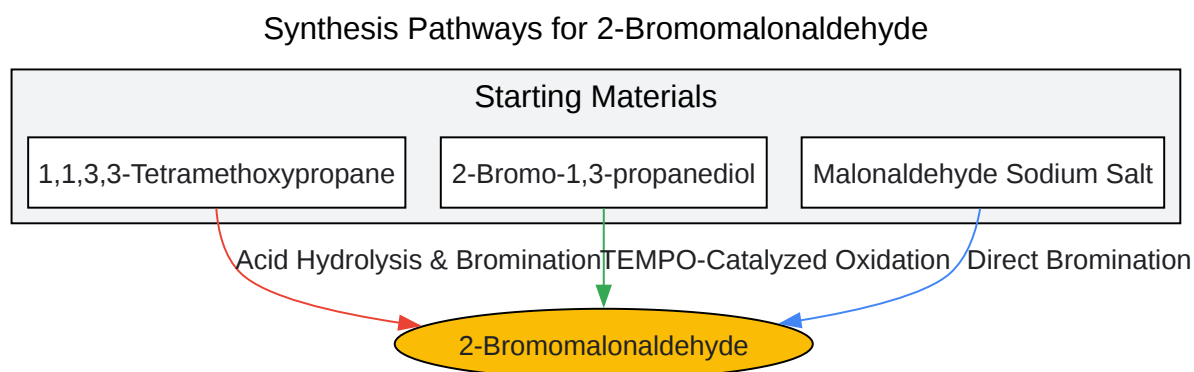 Synthesis Pathways for 2-Bromomalonaldehyde
Starting Materials
1,1,3,3-Tetramethoxypropane
2-Bromo-1,3-propanediol
Malonaldehyde Sodium Salt
Acid Hydrolysis & Bromination
TEMPO-Catalyzed Oxidation
Direct Bromination
2-Bromomalonaldehyde